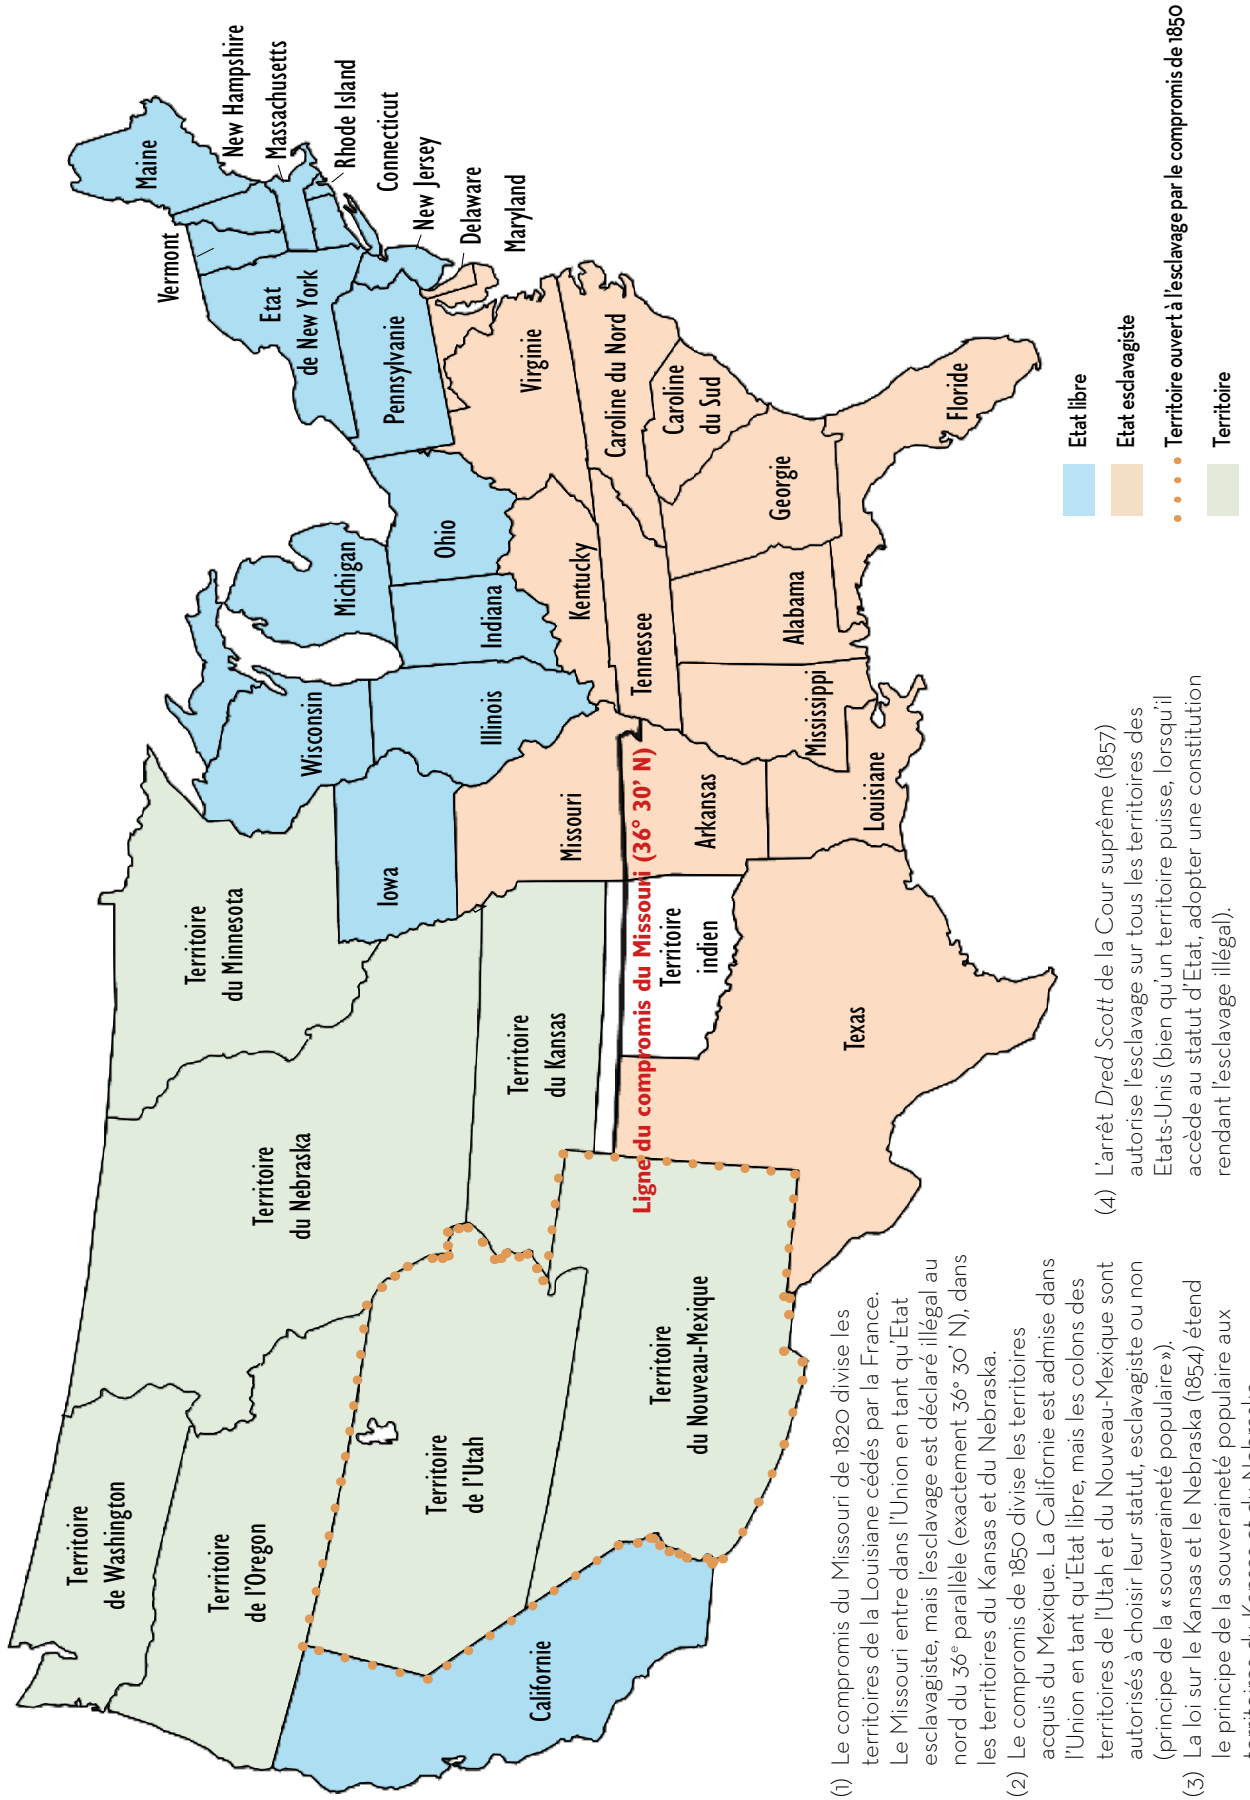 Maine
New Hampshire
Massachusetts
Rhode Island
Connecticut
New Jersey
Delaware
Maryland
Vermont
Etat
de New York
Pennsylvanie
Virginie
Caroline du Nord
Caroline
du Sud
Georgie
Floride
Ohio
Michigan
Indiana
Kentucky
Tennessee
Alabama
Mississippi
Wisconsin
Illinois
Iowa
Missouri
Arkansas
Louisiane
Texas
Territoire
du Minnesota
Territoire
du Nebraska
Territoire
du Kansas
Territoire
indien
Ligne du compromis du Missouri (36° 30’ N)
Territoire
de Washington
Territoire
de l’Oregon
Territoire
de l’Utah
Territoire
du Nouveau-Mexique
Californie
Etat libre
Etat esclavagiste
Territoire ouvert à l’esclavage par le compromis de 1850
Territoire
(1) Le compromis du Missouri de 1820 divise les
territoires de la Louisiane cédés par la France.
Le Missouri entre dans l’Union en tant qu’Etat
esclavagiste, mais l’esclavage est déclaré illégal au
nord du 36e parallèle (exactement 36° 30’ N), dans
les territoires du Kansas et du Nebraska.
(2) Le compromis de 1850 divise les territoires
acquis du Mexique. La Californie est admise dans
l’Union en tant qu’Etat libre, mais les colons des
territoires de l’Utah et du Nouveau-Mexique sont
autorisés à choisir leur statut, esclavagiste ou non
(principe de la « souveraineté populaire »).
(3) La loi sur le Kansas et le Nebraska (1854) étend
le principe de la souveraineté populaire aux
territoires du Kansas et du Nebraska.
(4) L’arrêt Dred Scott de la Cour suprême (1857)
autorise l’esclavage sur tous les territoires des
Etats-Unis (bien qu’un territoire puisse, lorsqu’il
accède au statut d’Etat, adopter une constitution
rendant l’esclavage illégal).